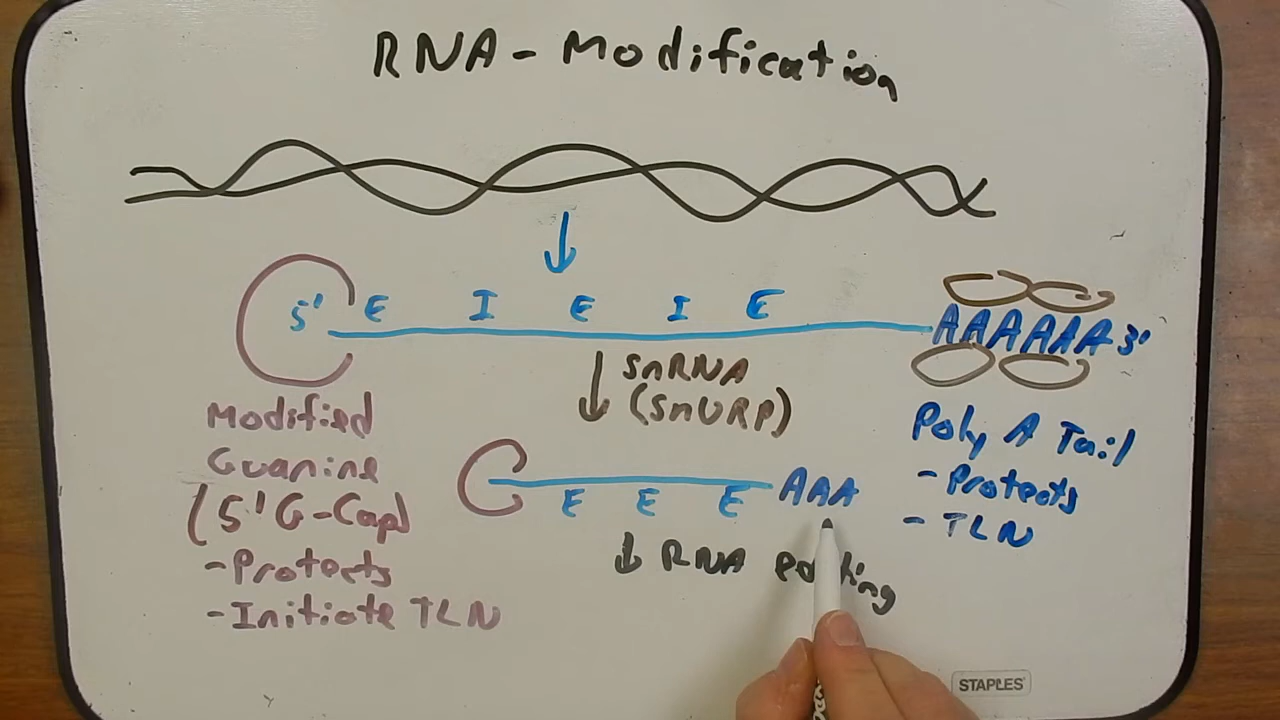 RNA - Modification
5' E I E I E AAAAAA 3'
snRNA
(snURP)
Modified
Guanine
(5' G-Cap)
- Protects
- Initiate TLN
Poly A Tail
- Protects
- TLN
E E E AAA
RNA
STAPLES